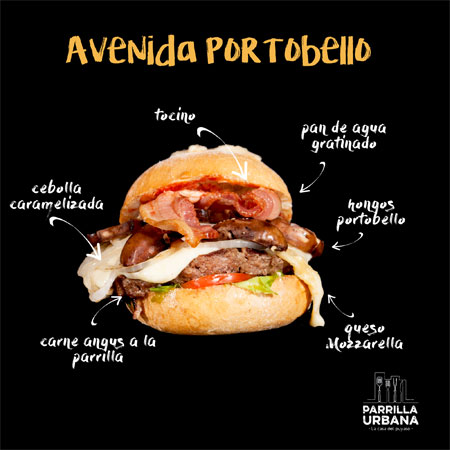 AVENIDA PORTOBELLO
tocino
pan de agua
gratinado
cebolla
caramelizada
hongos
portobello
carne angus a la
parrilla
queso
Mozzarella
PARRILLA
URBANA